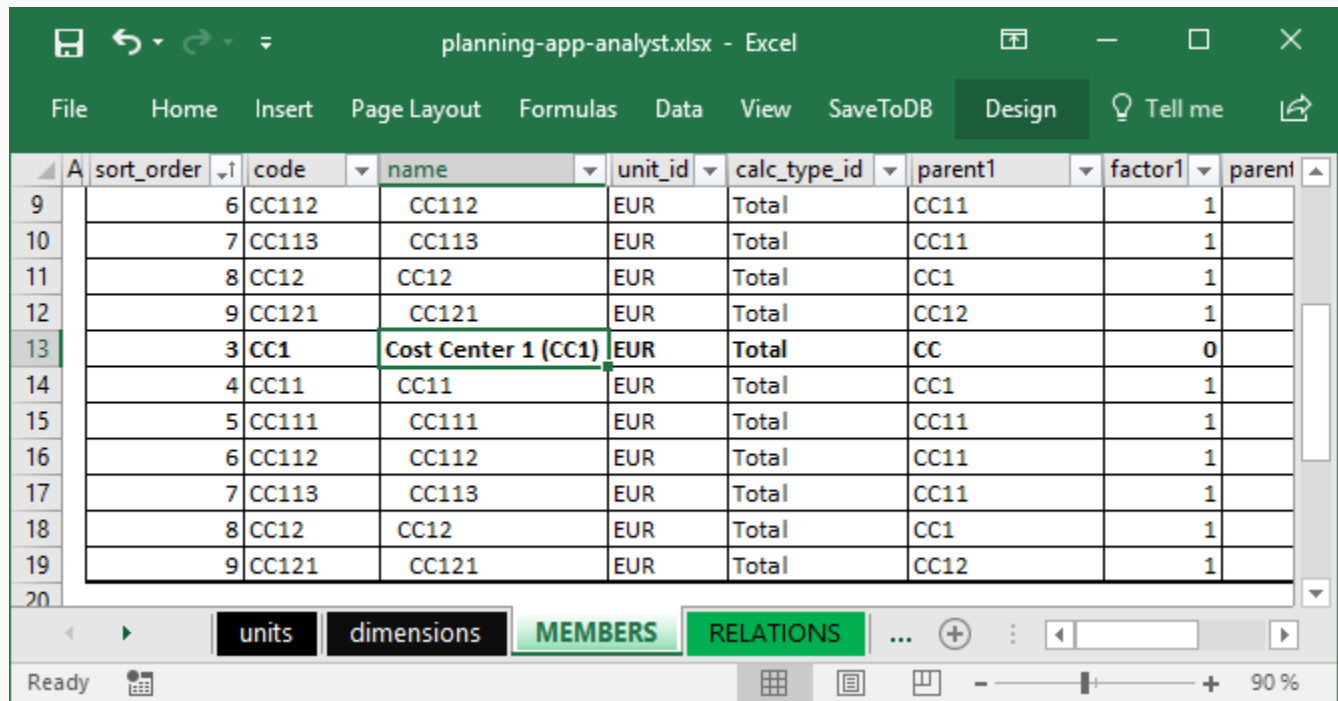 planning-app-analyst.xlsx - Excel
File Home Insert Page Layout Formulas Data View SaveToDB Design Tell me
A sort_order code name unit_id calc_type_id parent1 factor1 parent
9 6 CC112 CC112 EUR Total CC11 1
10 7 CC113 CC113 EUR Total CC11 1
11 8 CC12 CC12 EUR Total CC1 1
12 9 CC121 CC121 EUR Total CC12 1
13 3 CC1 Cost Center 1 (CC1) EUR Total CC 0
14 4 CC11 CC11 EUR Total CC1 1
15 5 CC111 CC111 EUR Total CC11 1
16 6 CC112 CC112 EUR Total CC11 1
17 7 CC113 CC113 EUR Total CC11 1
18 8 CC12 CC12 EUR Total CC1 1
19 9 CC121 CC121 EUR Total CC12 1
20
units dimensions MEMBERS RELATIONS ...
Ready - + 90 %